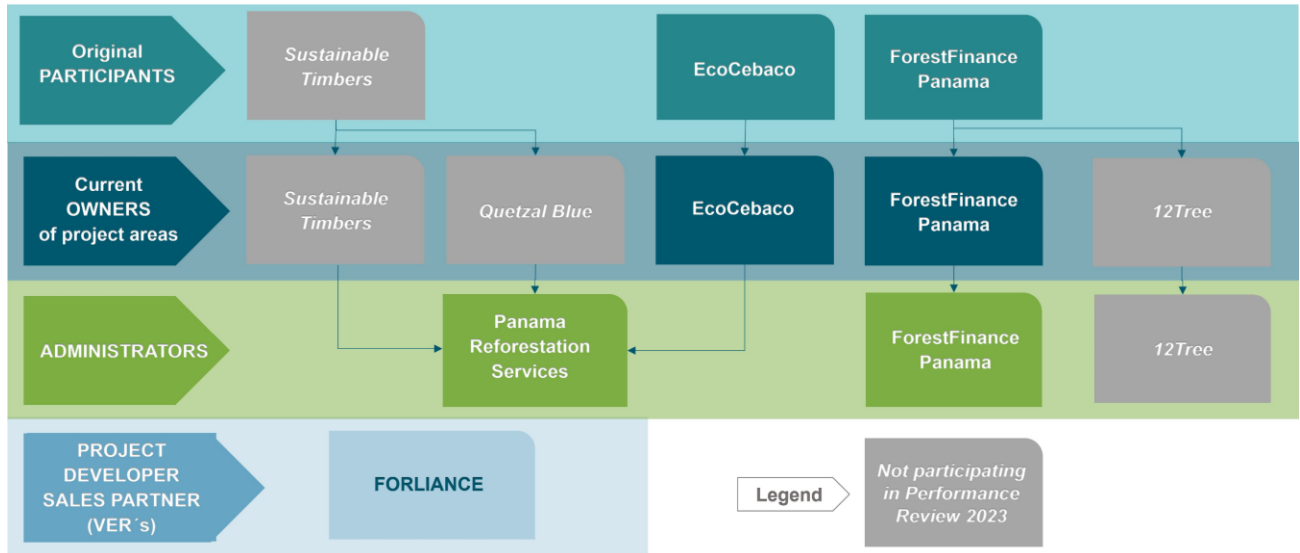 Original
PARTICIPANTS
Sustainable
Timbers
EcoCebaco
ForestFinance
Panama
Current
OWNERS
of project areas
Sustainable
Timbers
Quetzal Blue
EcoCebaco
ForestFinance
Panama
12Tree
ADMINISTRATORS
Panama
Reforestation
Services
ForestFinance
Panama
12Tree
PROJECT
DEVELOPER
SALES PARTNER
(VER´s)
FORLIANCE
Legend
Not participating
in Performance
Review 2023